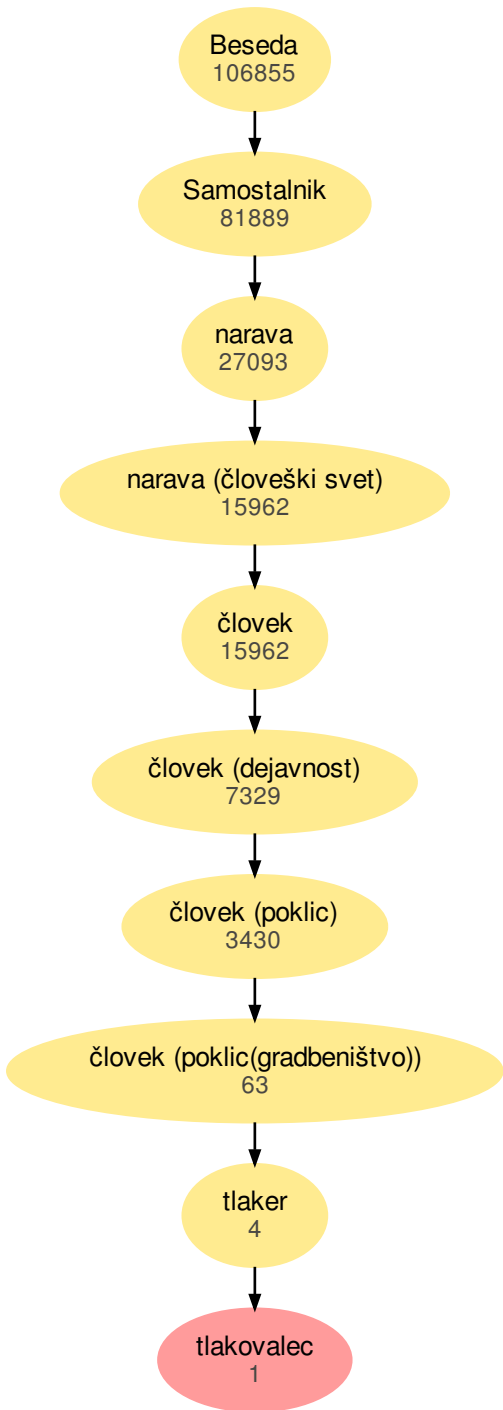 Beseda
106855
Samostalnik
81889
narava
27093
narava (človeški svet)
15962
človek
15962
človek (dejavnost)
7329
človek (poklic)
3430
človek (poklic(gradbeništvo))
63
tlaker
4
tlakovalec
1